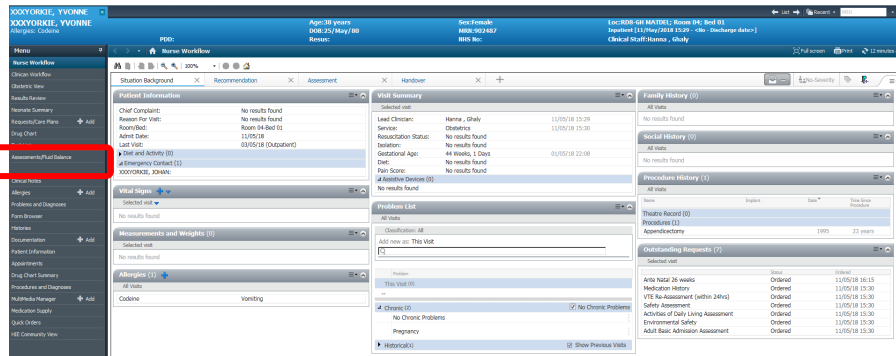 XXXYORKIE, YVONNE
List
Recent
XXXYORKIE, YVONNE
Age:38 years
Sex:Female
Loc:RDB-GH MATDEL; Room 04; Bed 01
Allergies: Codeine
DOB:25/May/80
MRN:902487
Inpatient [11/May/2018 15:29 - <No - Discharge date>]
PDD:
Resus:
NHS No:
Clinical Staff:Hanna , Ghaly
Menu
Nurse Workflow
Full screen
Print
12 minutes
Nurse Workflow
Clinican Workflow
Obstetric View
Results Review
Neonate Summary
Requests/Care Plans
Add
Drug Chart
Assessments/Fluid Balance
Clinical Notes
Allergies
Add
Problems and Diagnoses
Form Browser
Histories
Documentation
Add
Patient Information
Appointments
Drug Chart Summary
Procedures and Diagnoses
MultiMedia Manager
Add
Medication Supply
Quick Orders
HIE Community View
100%
Situation Background
Recommendation
Assessment
Handover
No-Severity
Patient Information
Chief Complaint: No results found
Reason For Visit: No results found
Room/Bed: Room 04-Bed 01
Admit Date: 11/05/18
Last Visit: 03/05/18 (Outpatient)
Diet and Activity (0)
Emergency Contact (1)
XXXYORKIE, JOHAN:
Vital Signs
Selected visit
No results found
Measurements and Weights (0)
Selected visit
No results found
Allergies (1)
All Visits
Codeine Vomiting
Visit Summary
Selected visit
Lead Clinician: Hanna , Ghaly 11/05/18 15:29
Service: Obstetrics 11/05/18 15:30
Resuscitation Status: No results found
Isolation: No results found
Gestational Age: 44 Weeks, 1 Days 01/05/18 22:08
Diet: No results found
Pain Score: No results found
Assistive Devices (0)
No results found
Problem List
All Visits
Classification: All
Add new as: This Visit
Problem
This Visit (0)
--
Chronic (2)
No Chronic Problems
No Chronic Problems
Pregnancy
Historical(1)
Show Previous Visits
Family History (0)
All Visits
No results found
Social History (0)
All Visits
No results found
Procedure History (1)
All Visits
Name Implant Date Time Since Procedure
Theatre Record (0)
Procedures (1)
Appendicectomy 1995 23 years
Outstanding Requests (7)
Selected visit
Status Ordered
Ante Natal 26 weeks Ordered 11/05/18 16:15
Medication History Ordered 11/05/18 15:30
VTE Re-Assessment (within 24hrs) Ordered 11/05/18 15:30
Safety Assessment Ordered 11/05/18 15:30
Activities of Daily Living Assessment Ordered 11/05/18 15:30
Environmental Safety Ordered 11/05/18 15:30
Adult Basic Admission Assessment Ordered 11/05/18 15:30